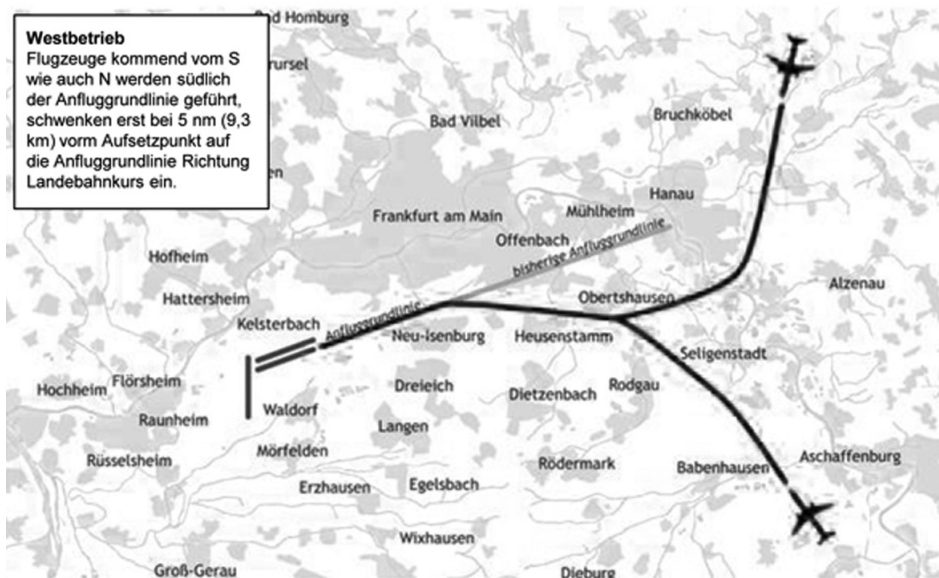 Westbetrieb
Flugzeuge kommend vom S
wie auch N werden südlich
der Anfluggrundlinie geführt,
schwenken erst bei 5 nm (9,3
km) vorm Aufsetzpunkt auf
die Anfluggrundlinie Richtung
Landebahnkurs ein.
d Homburg
rursel
Bad Vilbel
Bruchköbel
en
Hanau
Frankfurt am Main
Mühlheim
Offenbach
bisherige Anfluggrundlinie
Hofheim
Alzenau
Hattersheim
Obertshausen
Kelsterbach
Anfluggrundlinie
Neu-Isenburg
Heusenstamm
Seligenstadt
Hochheim
Flörsheim
Dreieich
Dietzenbach
Rodgau
Waldorf
Raunheim
Langen
Mörfelden
Rüsselsheim
Rödermark
Babenhausen
Aschaffenburg
Erzhausen
Egelsbach
Wixhausen
Groß-Gerau
Dieburg